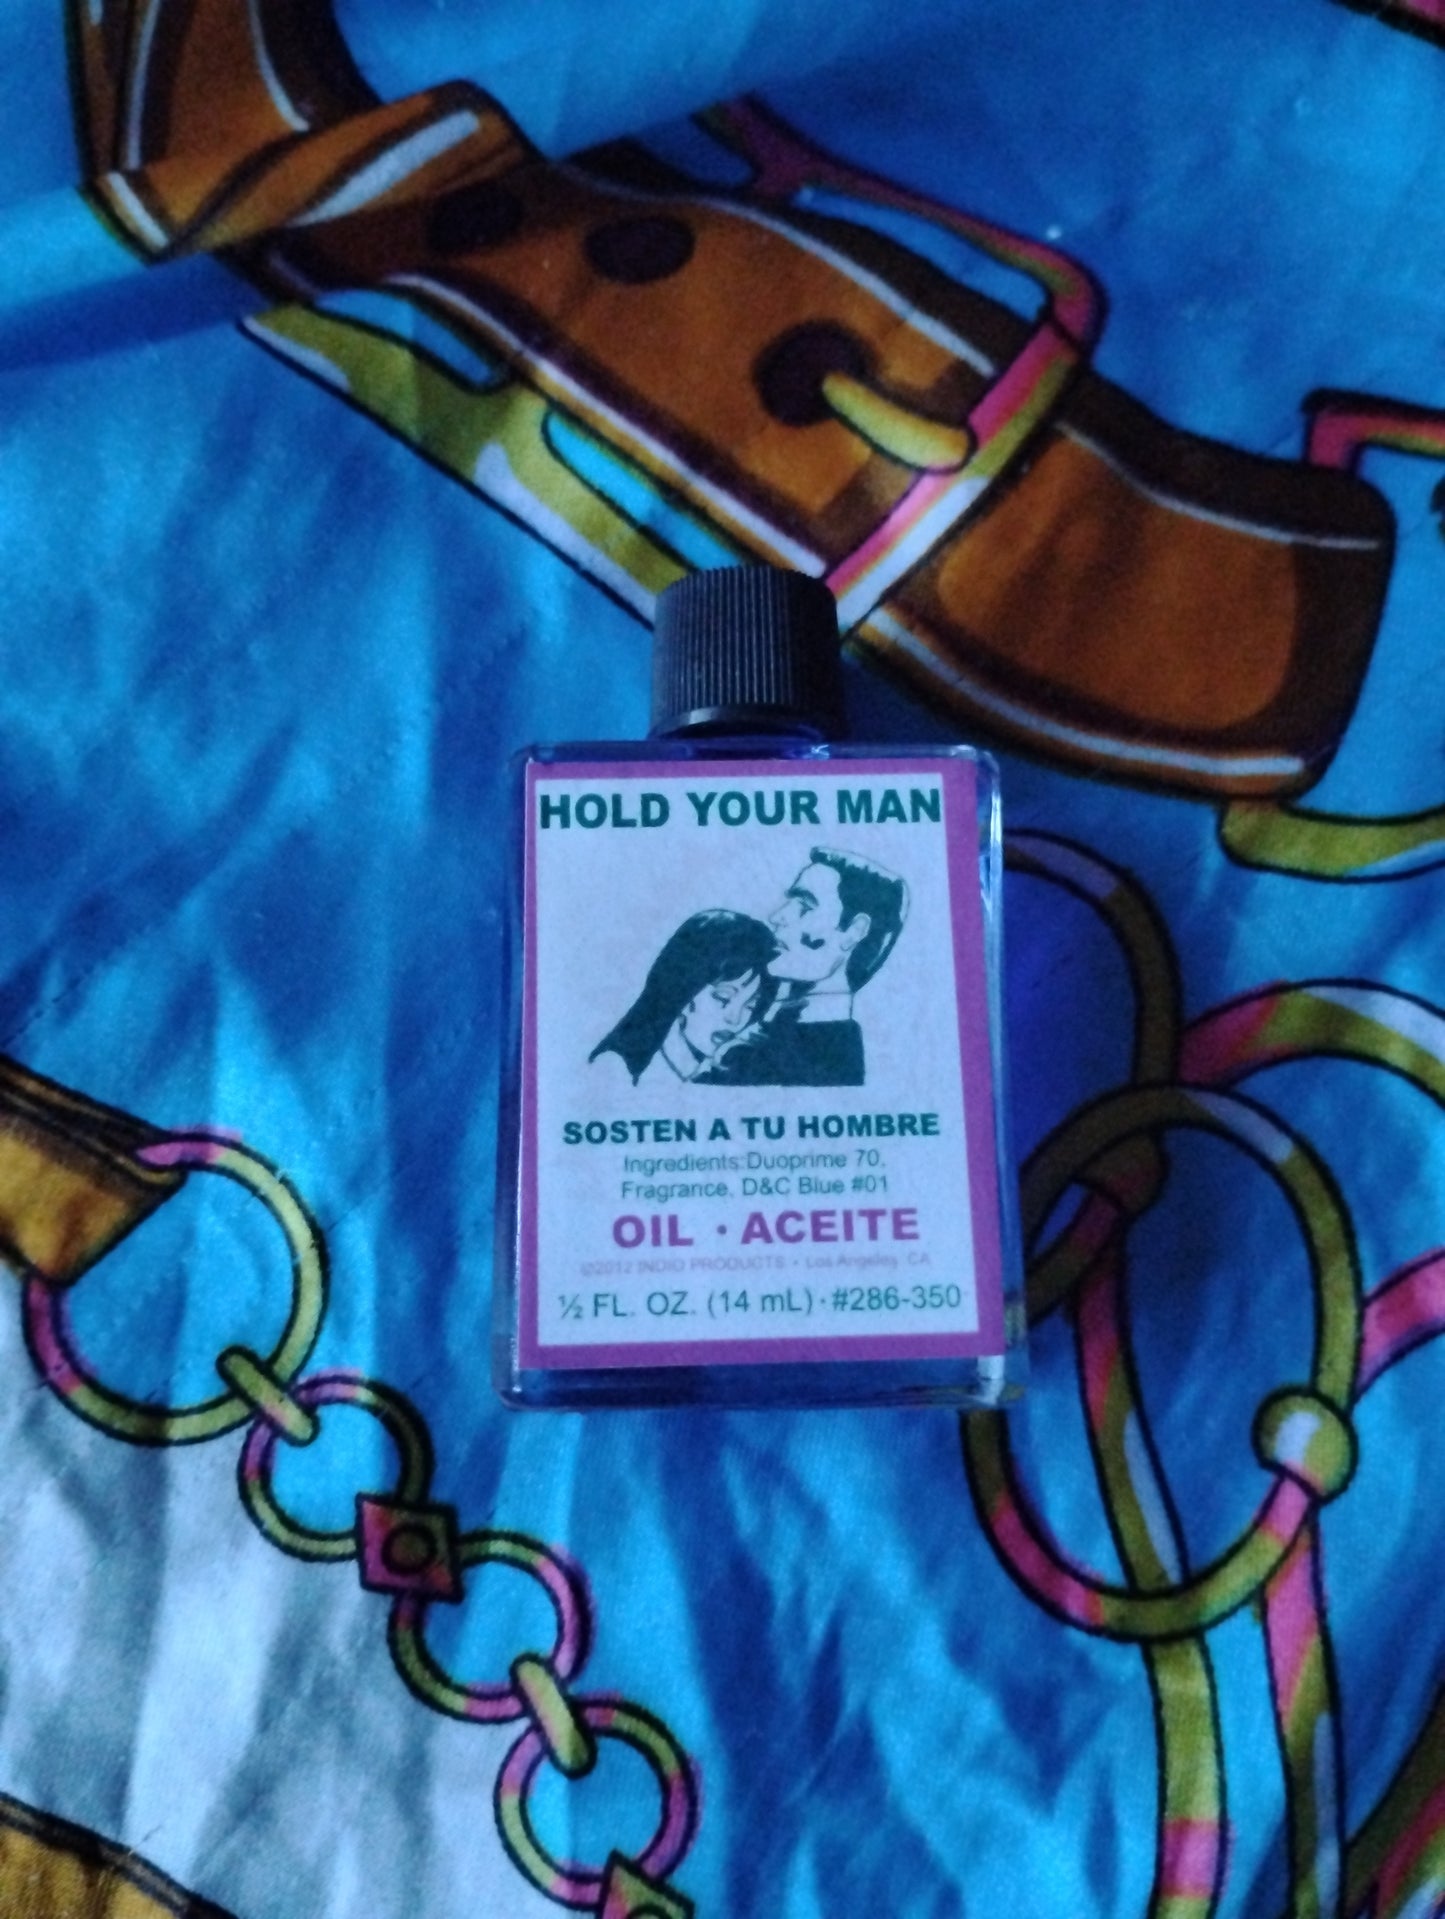 HOLD YOUR MAN
SOSTEN A TU HOMBRE
Ingredients:Duoprime 70,
Fragrance, D&C Blue #01
OIL • ACEITE
©2012 INDIO PRODUCTS • Los Angeles, CA
½ FL. OZ. (14 mL) • #286-350